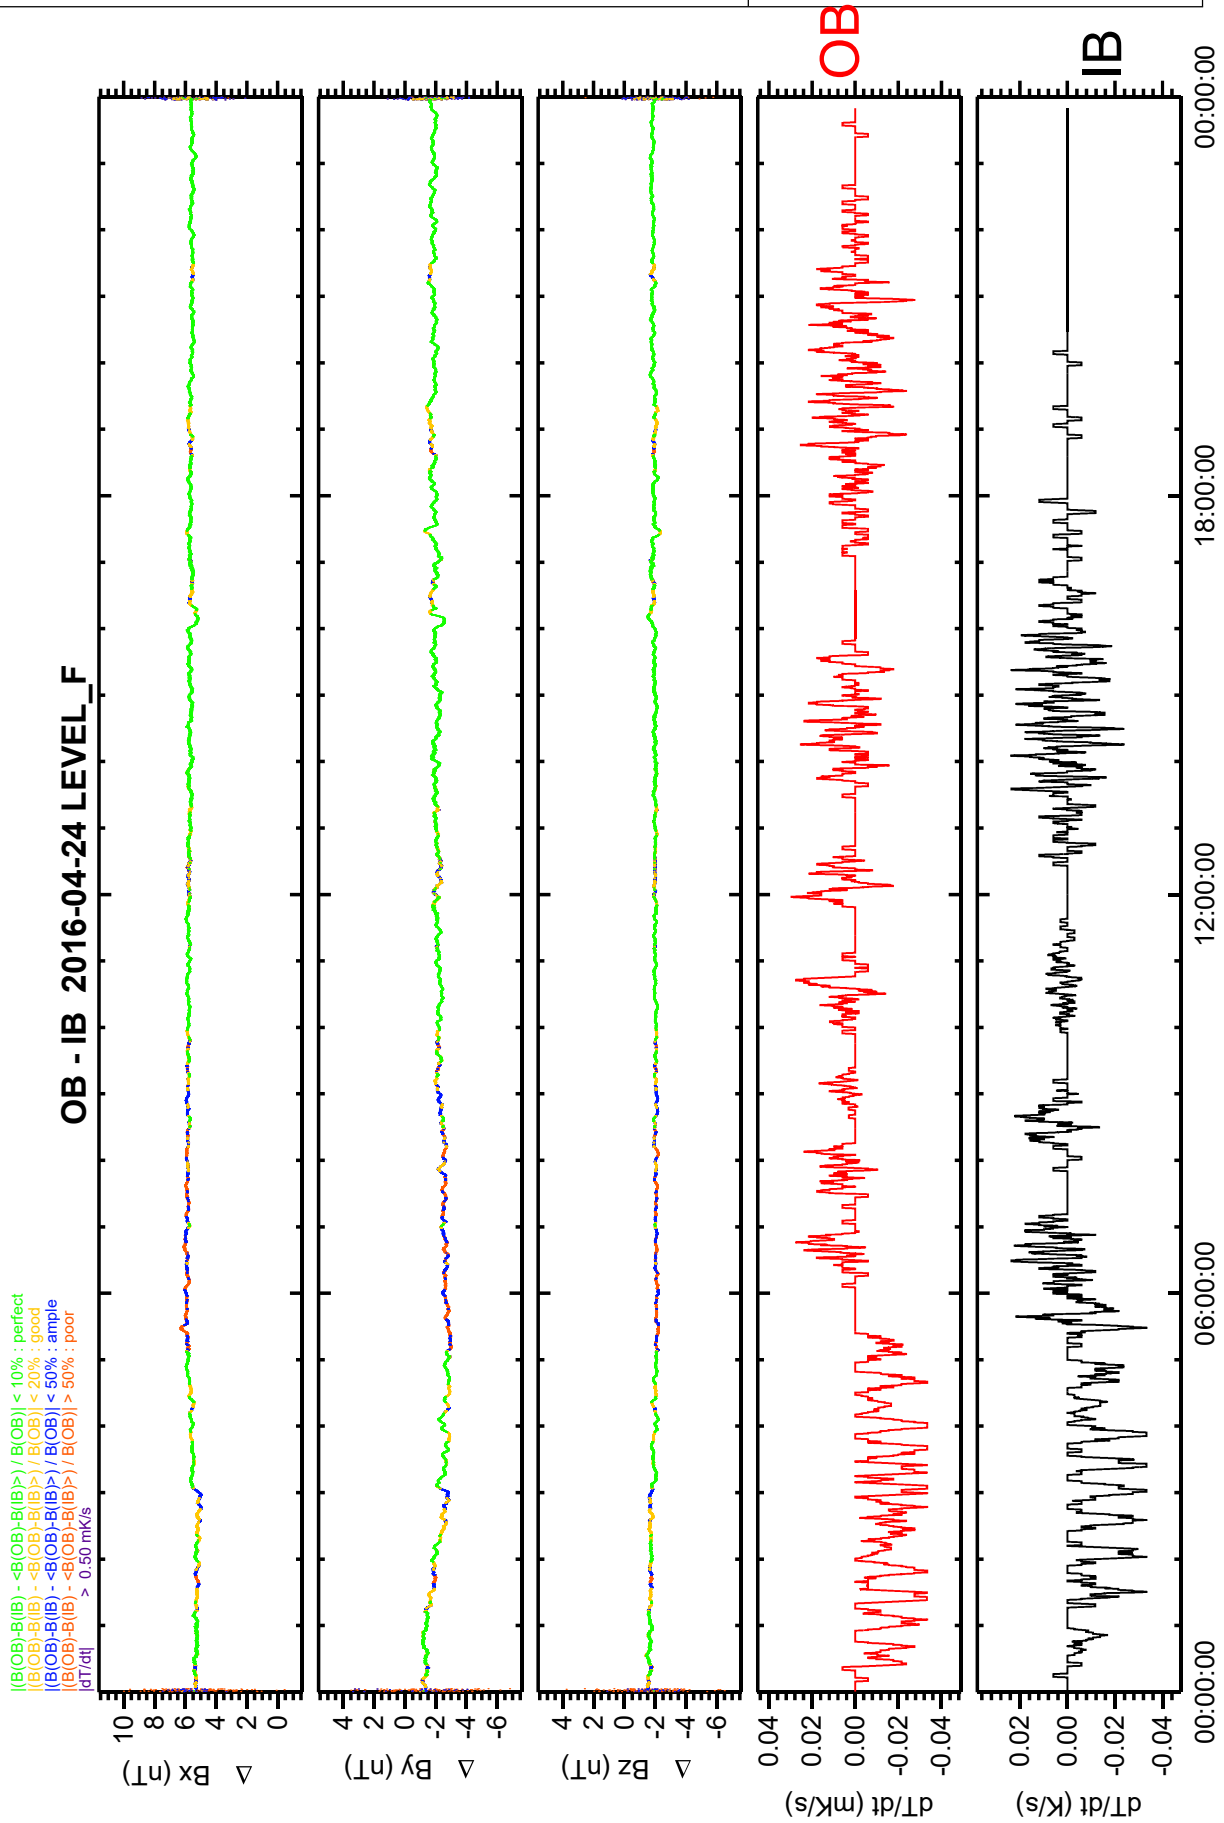 OB - IB 2016-04-24 LEVEL_F
|(B(OB)-B(IB) - <B(OB)-B(IB)>) / B(OB)| < 10% : perfect
|(B(OB)-B(IB) - <B(OB)-B(IB)>) / B(OB)| < 20% : good
|(B(OB)-B(IB) - <B(OB)-B(IB)>) / B(OB)| < 50% : ample
|(B(OB)-B(IB) - <B(OB)-B(IB)>) / B(OB)| > 50% : poor
|dT/dt| > 0.50 mK/s
Δ Bx (nT)
10
8
6
4
2
0
Δ By (nT)
4
2
0
-2
-4
-6
Δ Bz (nT)
4
2
0
-2
-4
-6
dT/dt (mK/s)
0.04
0.02
0.00
-0.02
-0.04
OB
dT/dt (K/s)
0.02
0.00
-0.02
-0.04
IB
00:00:00
06:00:00
12:00:00
18:00:00
00:00:00